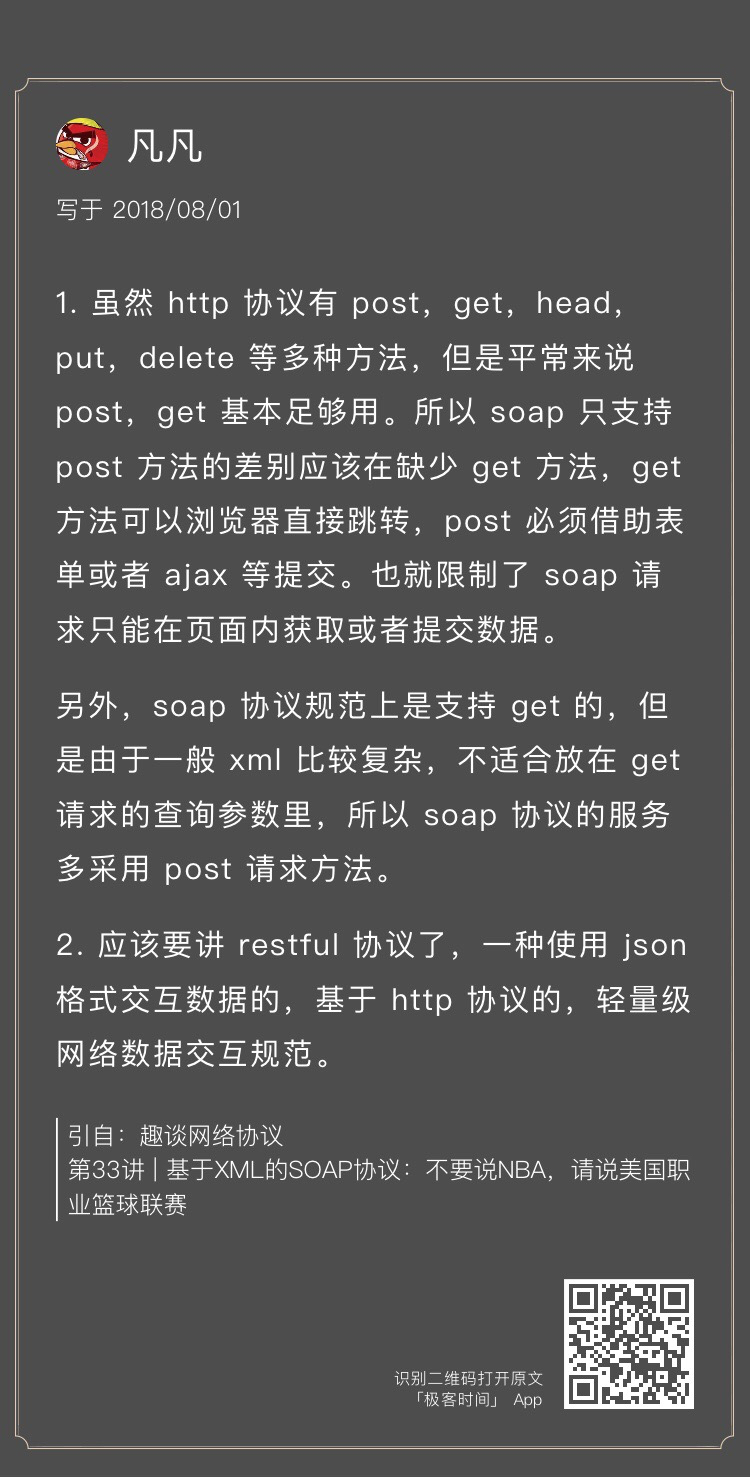 凡凡
写于 2018/08/01
1. 虽然 http 协议有 post，get，head，
put，delete 等多种方法，但是平常来说
post，get 基本足够用。所以 soap 只支持
post 方法的差别应该在缺少 get 方法，get
方法可以浏览器直接跳转，post 必须借助表
单或者 ajax 等提交。也就限制了 soap 请
求只能在页面内获取或者提交数据。
另外，soap 协议规范上是支持 get 的，但
是由于一般 xml 比较复杂，不适合放在 get
请求的查询参数里，所以 soap 协议的服务
多采用 post 请求方法。
2. 应该要讲 restful 协议了，一种使用 json
格式交互数据的，基于 http 协议的，轻量级
网络数据交互规范。
引自：趣谈网络协议
第33讲 | 基于XML的SOAP协议：不要说NBA，请说美国职
业篮球联赛
识别二维码打开原文
「极客时间」 App